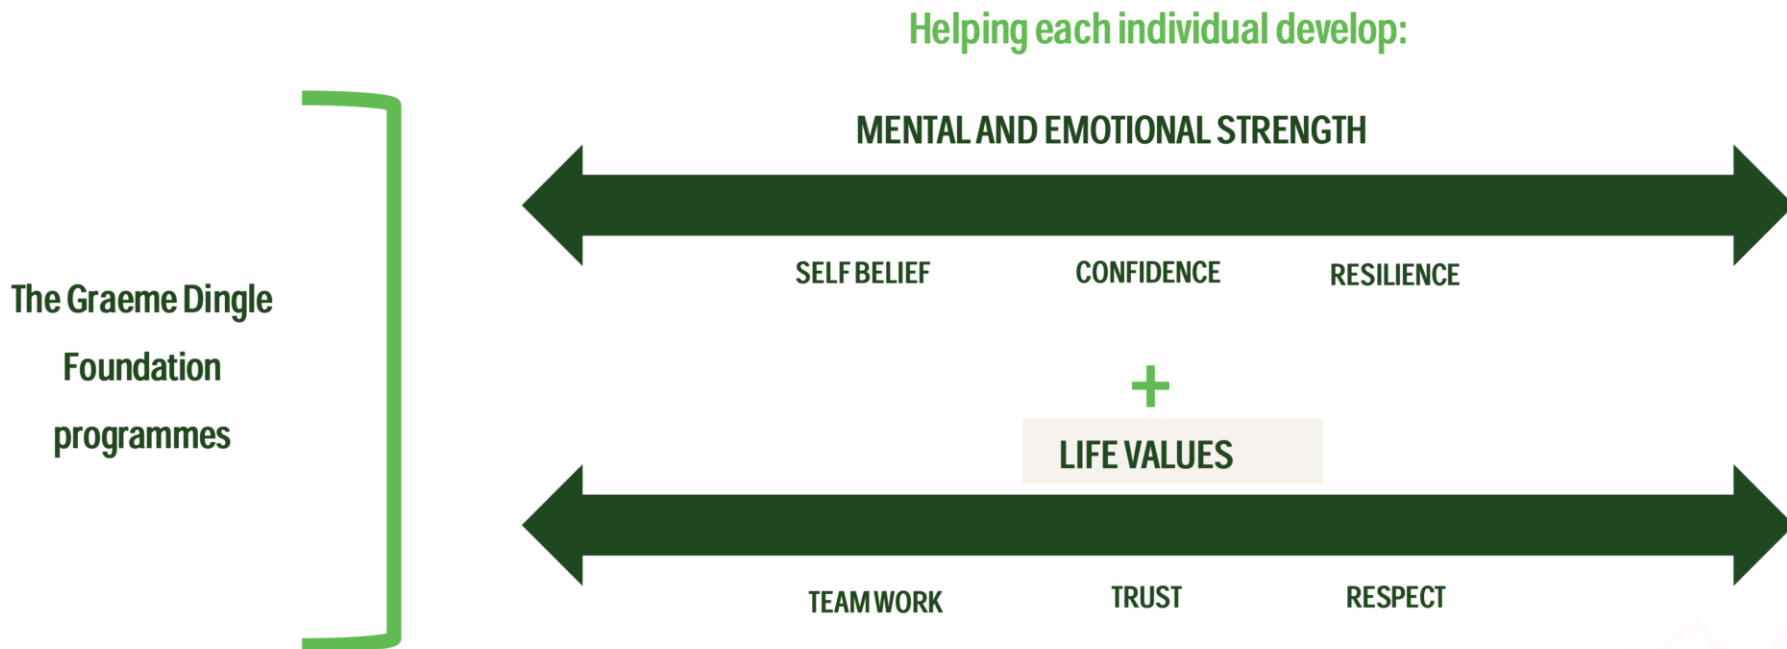 Helping each individual develop:
MENTAL AND EMOTIONAL STRENGTH
SELF BELIEF CONFIDENCE RESILIENCE
The Graeme Dingle
Foundation
programmes
+
LIFE VALUES
TEAM WORK TRUST RESPECT